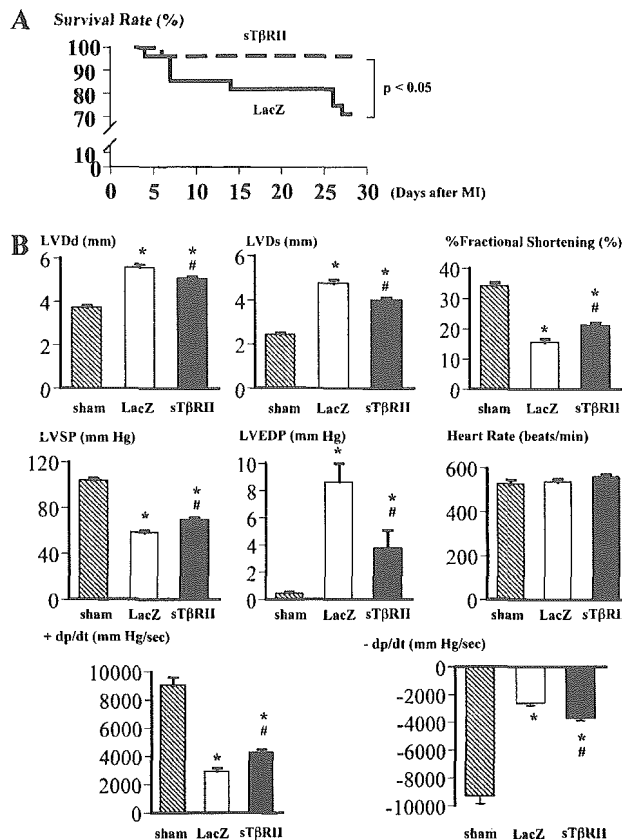 A Survival Rate (%)
sTβRII
100
90
80
70
10
0
LacZ
p < 0.05
0 5 10 15 20 25 30 (Days after MI)
B
LVDd (mm)
6
4
2
0
* * #
sham LacZ sTβRII
LVDs (mm)
6
4
2
0
* * #
sham LacZ sTβRII
%Fractional Shortening (%)
40
30
20
10
0
* * #
sham LacZ sTβRII
LVSP (mm Hg)
120
80
40
0
* * #
sham LacZ sTβRII
LVEDP (mm Hg)
10
8
6
4
2
0
* * #
sham LacZ sTβRII
Heart Rate (beats/min)
600
400
200
0
sham LacZ sTβRI
+ dp/dt (mm Hg/sec)
10000
8000
6000
4000
2000
0
* * #
sham LacZ sTβRII
- dp/dt (mm Hg/sec)
0
-2000
-4000
-6000
-8000
-10000
* * #
sham LacZ sTβRII